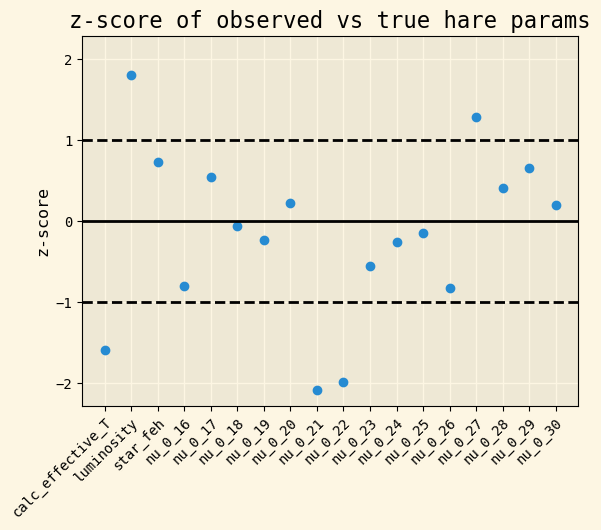 z-score of observed vs true hare params
z-score
2
1
0
−1
−2
calc_effective_T
luminosity
star_feh
nu_0_16
nu_0_17
nu_0_18
nu_0_19
nu_0_20
nu_0_21
nu_0_22
nu_0_23
nu_0_24
nu_0_25
nu_0_26
nu_0_27
nu_0_28
nu_0_29
nu_0_30